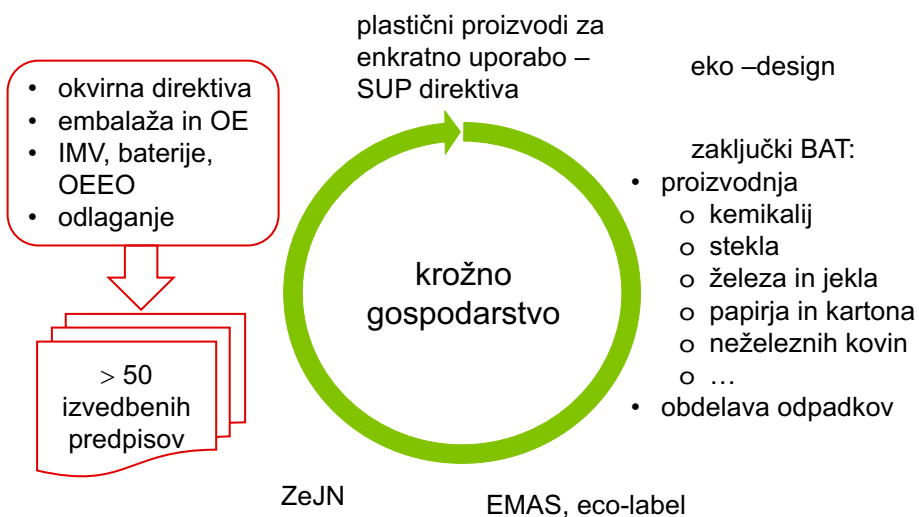 plastični proizvodi za
enkratno uporabo –
SUP direktiva
eko –design
• okvirna direktiva
• embalaža in OE
• IMV, baterije,
OEEO
• odlaganje
> 50
izvedbenih
predpisov
krožno
gospodarstvo
zaključki BAT:
• proizvodnja
o kemikalij
o stekla
o železa in jekla
o papirja in kartona
o neželeznih kovin
o …
• obdelava odpadkov
ZeJN
EMAS, eco-label